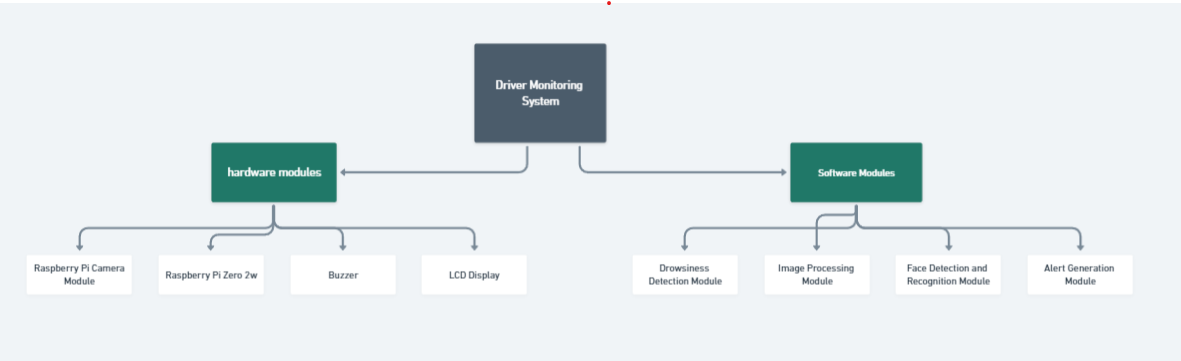 Driver Monitoring
System
hardware modules
Software Modules
Raspberry Pi Camera
Module
Raspberry Pi Zero 2w
Buzzer
LCD Display
Drowsiness
Detection Module
Image Processing
Module
Face Detection and
Recognition Module
Alert Generation
Module